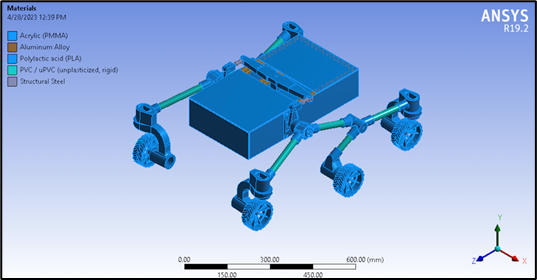 Materials
4/28/2023 12:39 PM
Acrylic (PMMA)
Aluminum Alloy
Polylactic acid (PLA)
PVC / uPVC (unplasticized, rigid)
Structural Steel
ANSYS
R19.2
0.00 300.00 600.00 (mm)
150.00 450.00
Y
Z X